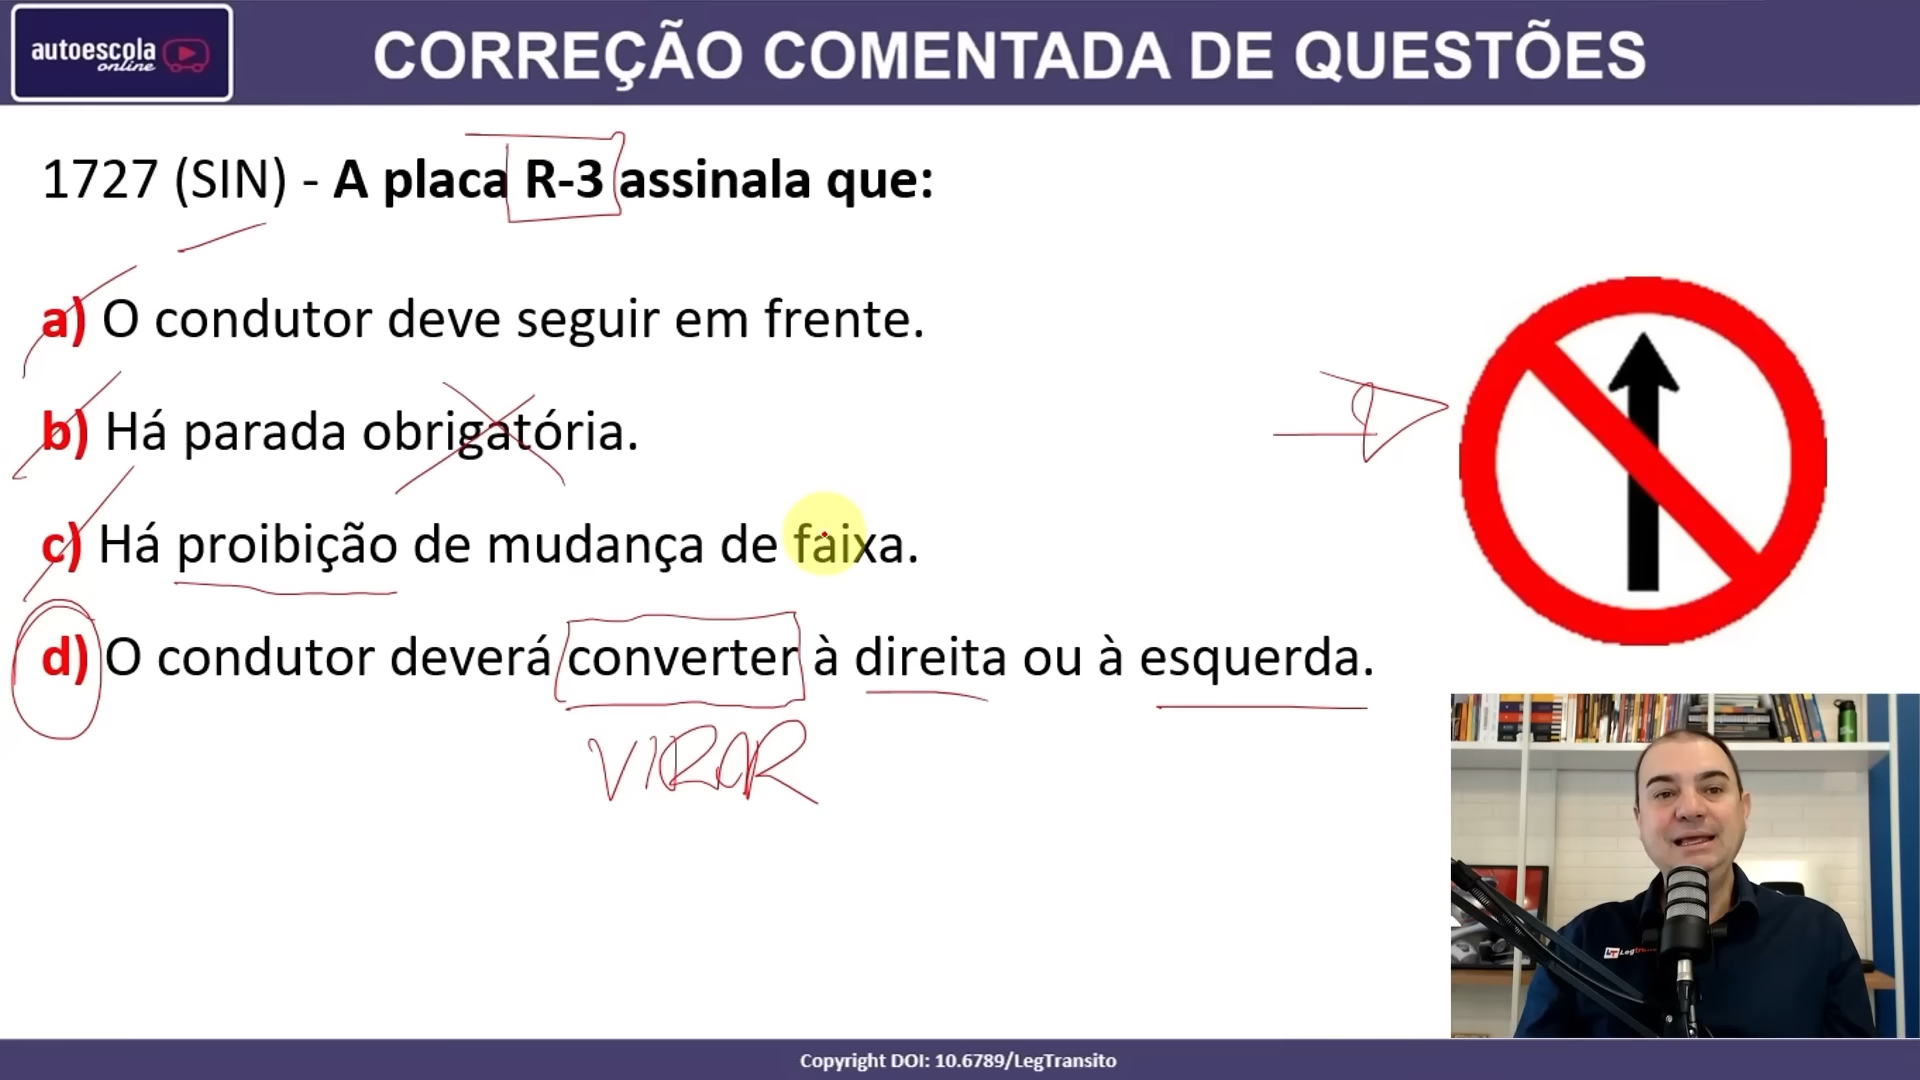 autoescola
online
CORREÇÃO COMENTADA DE QUESTÕES
1727 (SIN) - A placa R-3 assinala que:
a) O condutor deve seguir em frente.
b) Há parada obrigatória.
c) Há proibição de mudança de faixa.
d) O condutor deverá converter à direita ou à esquerda.
VIRAR
Copyright DOI: 10.6789/LegTransito